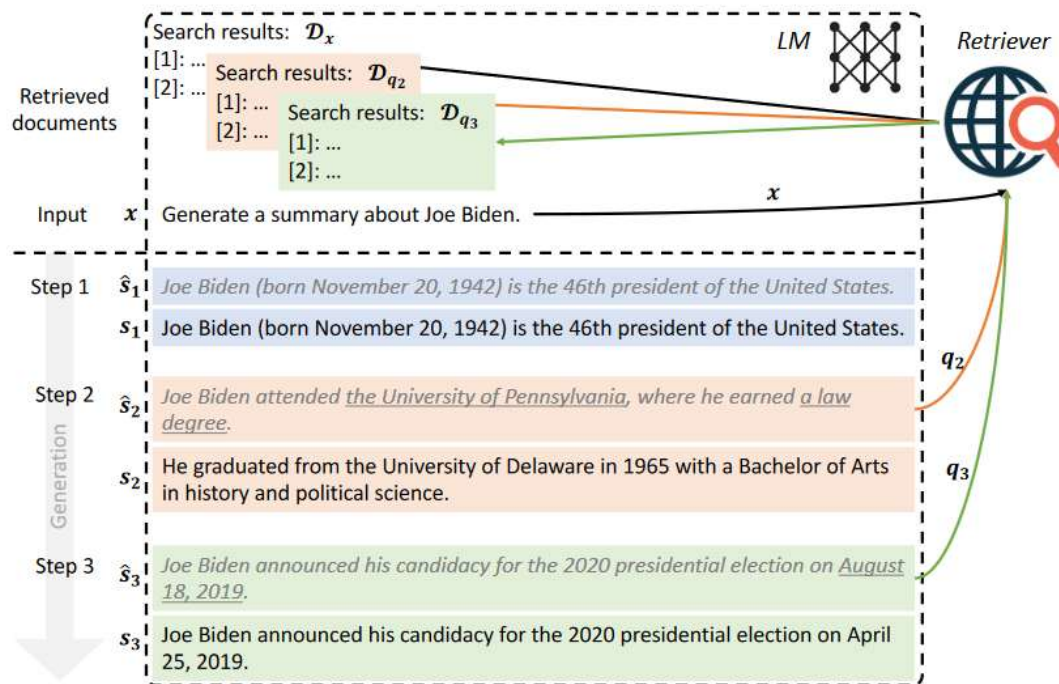 Search results: 𝓓ₓ
[1]: ...
[2]: ...
Search results: 𝓓q₂
[1]: ...
[2]: ...
Search results: 𝓓q₃
[1]: ...
[2]: ...
LM
Retriever
Retrieved
documents
Input x Generate a summary about Joe Biden.
x
Step 1 ŝ₁ Joe Biden (born November 20, 1942) is the 46th president of the United States.
s₁ Joe Biden (born November 20, 1942) is the 46th president of the United States.
q₂
Step 2 ŝ₂ Joe Biden attended the University of Pennsylvania, where he earned a law
degree.
s₂ He graduated from the University of Delaware in 1965 with a Bachelor of Arts
in history and political science.
q₃
Generation
Step 3 ŝ₃ Joe Biden announced his candidacy for the 2020 presidential election on August
18, 2019.
s₃ Joe Biden announced his candidacy for the 2020 presidential election on April
25, 2019.